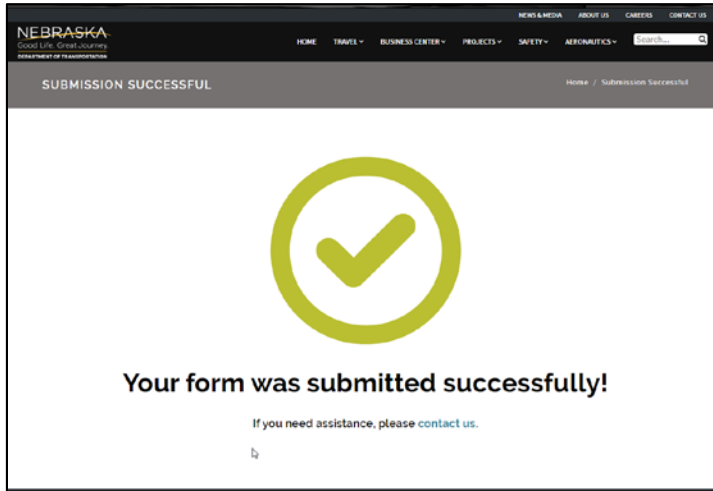 NEWS & MEDIA ABOUT US CAREERS CONTACT US
NEBRASKA
Good Life. Great Journey.
DEPARTMENT OF TRANSPORTATION
HOME TRAVEL BUSINESS CENTER PROJECTS SAFETY AERONAUTICS Search...
SUBMISSION SUCCESSFUL
Home / Submission Successful
Your form was submitted successfully!
If you need assistance, please contact us.